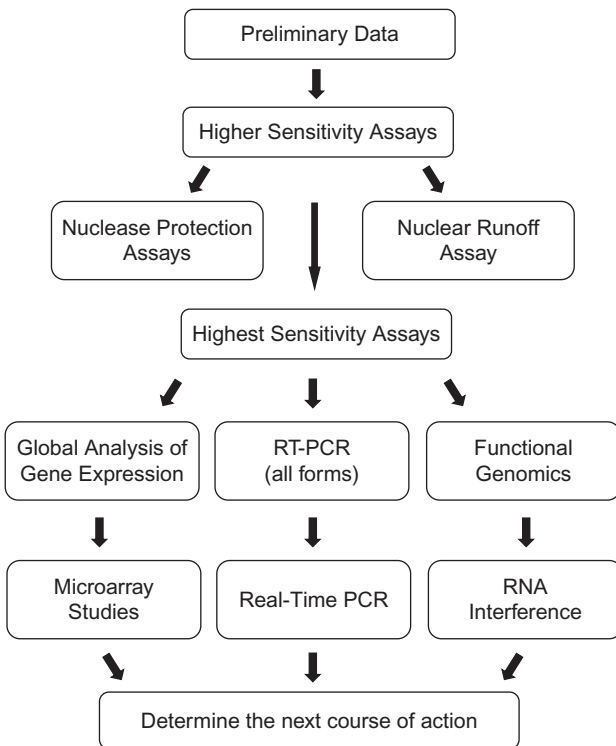 Preliminary Data
Higher Sensitivity Assays
Nuclease Protection
Assays
Nuclear Runoff
Assay
Highest Sensitivity Assays
Global Analysis of
Gene Expression
RT-PCR
(all forms)
Functional
Genomics
Microarray
Studies
Real-Time PCR
RNA
Interference
Determine the next course of action